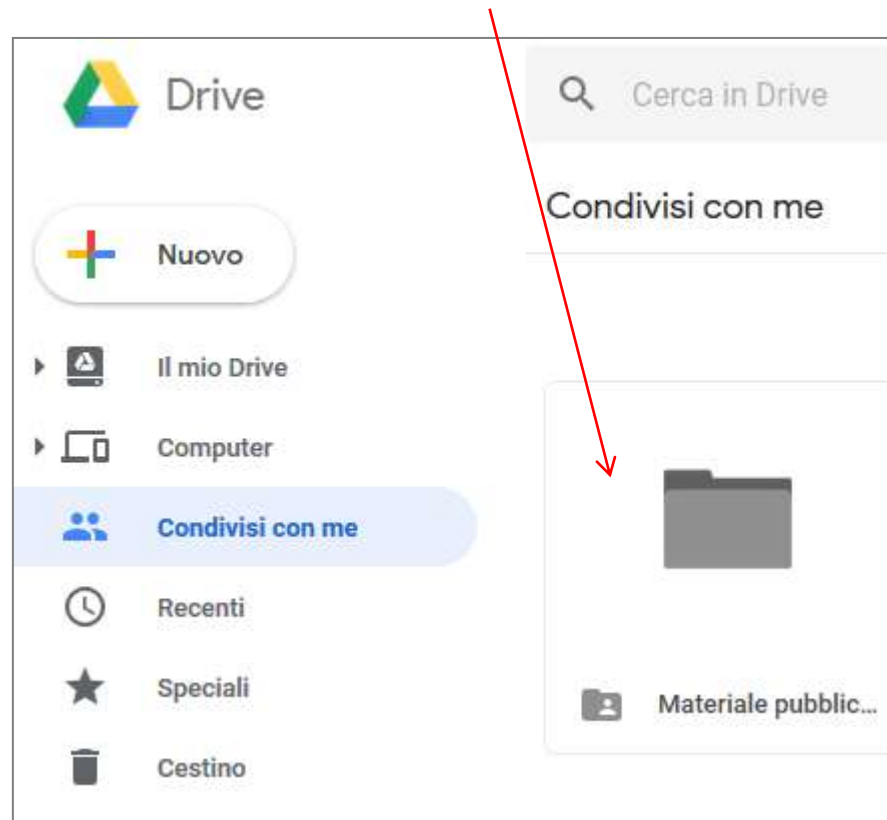 Drive
Cerca in Drive
Condivisi con me
Nuovo
Il mio Drive
Computer
Condivisi con me
Recenti
Speciali
Cestino
Materiale pubblic...